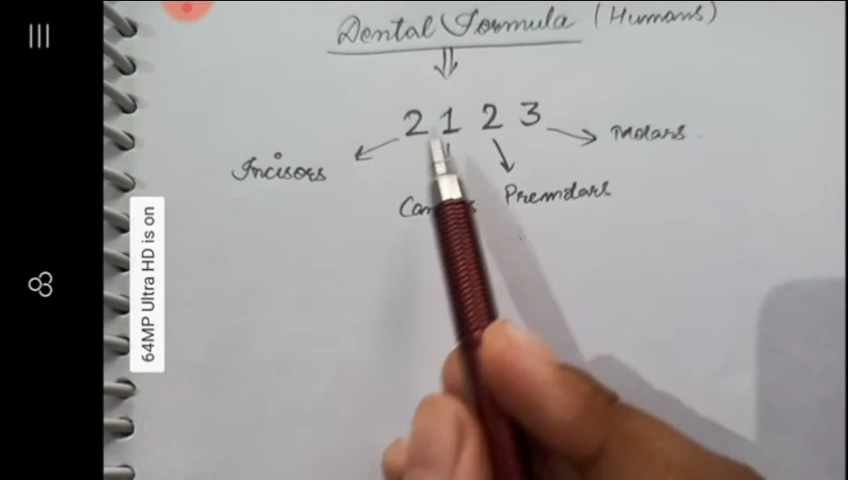 Dental Formula (Humans)
2 1 2 3
Molars
Incisors
Premolars
64MP Ultra HD is on